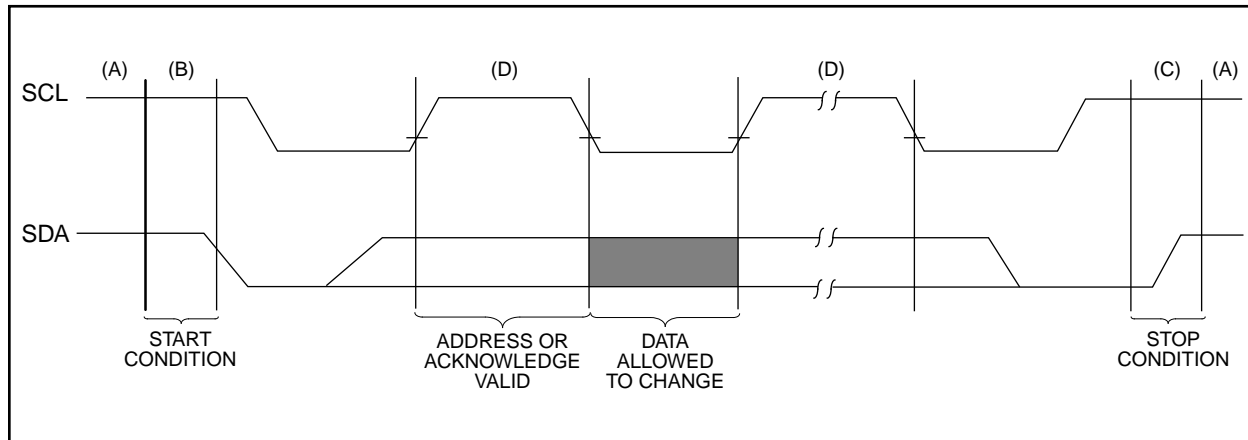 (A) (B) (D) (D) (C) (A)
SCL
SDA
START
CONDITION
ADDRESS OR
ACKNOWLEDGE
VALID
DATA
ALLOWED
TO CHANGE
STOP
CONDITION